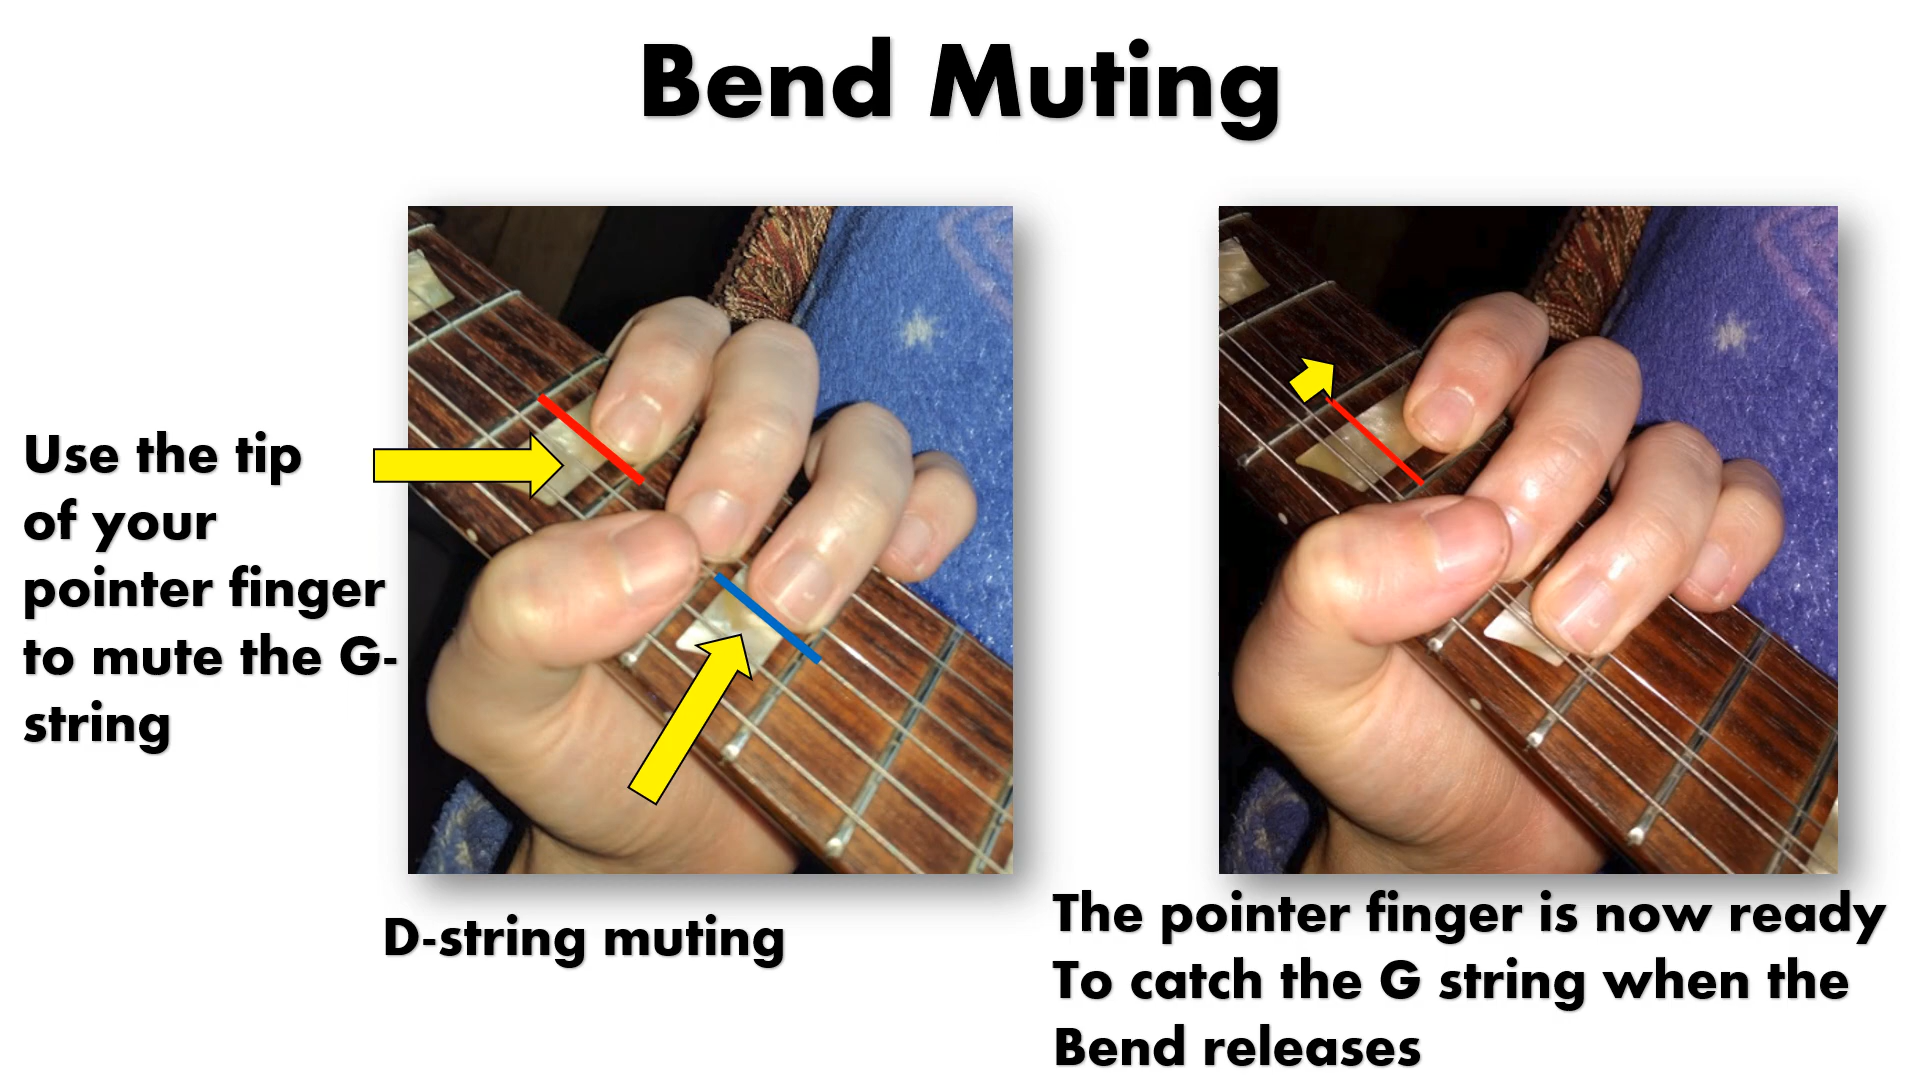 Bend Muting
Use the tip
of your
pointer finger
to mute the G-
string
D-string muting
The pointer finger is now ready
To catch the G string when the
Bend releases